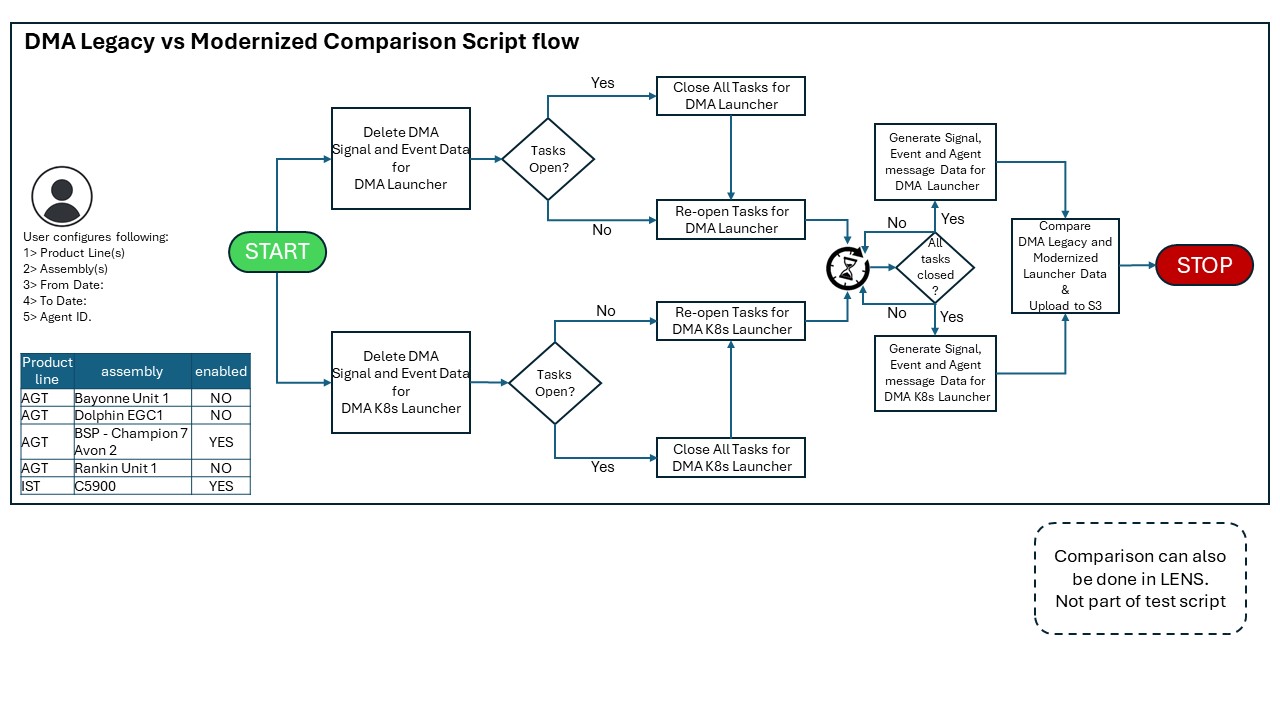 DMA Legacy vs Modernized Comparison Script flow
User configures following:
1> Product Line(s)
2> Assembly(s)
3> From Date:
4> To Date:
5> Agent ID.
Product
line
assembly
enabled
AGT
Bayonne Unit 1
NO
AGT
Dolphin EGC1
NO
AGT
BSP - Champion 7
Avon 2
YES
AGT
Rankin Unit 1
NO
IST
C5900
YES
START
Delete DMA
Signal and Event Data
for
DMA Launcher
Tasks
Open?
Yes
No
Close All Tasks for
DMA Launcher
Re-open Tasks for
DMA Launcher
Delete DMA
Signal and Event Data
for
DMA K8s Launcher
Tasks
Open?
No
Yes
Re-open Tasks for
DMA K8s Launcher
Close All Tasks for
DMA K8s Launcher
All
tasks
closed
?
No
Yes
No
Yes
Generate Signal,
Event and Agent
message Data for
DMA Launcher
Generate Signal,
Event and Agent
message Data for
DMA K8s Launcher
Compare
DMA Legacy and
Modernized
Launcher Data
&
Upload to S3
STOP
Comparison can also
be done in LENS.
Not part of test script